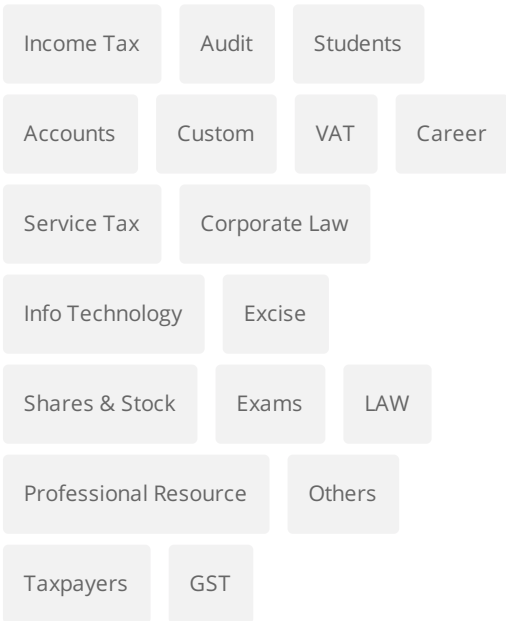 Income Tax Audit Students
Accounts Custom VAT Career
Service Tax Corporate Law
Info Technology Excise
Shares & Stock Exams LAW
Professional Resource Others
Taxpayers GST